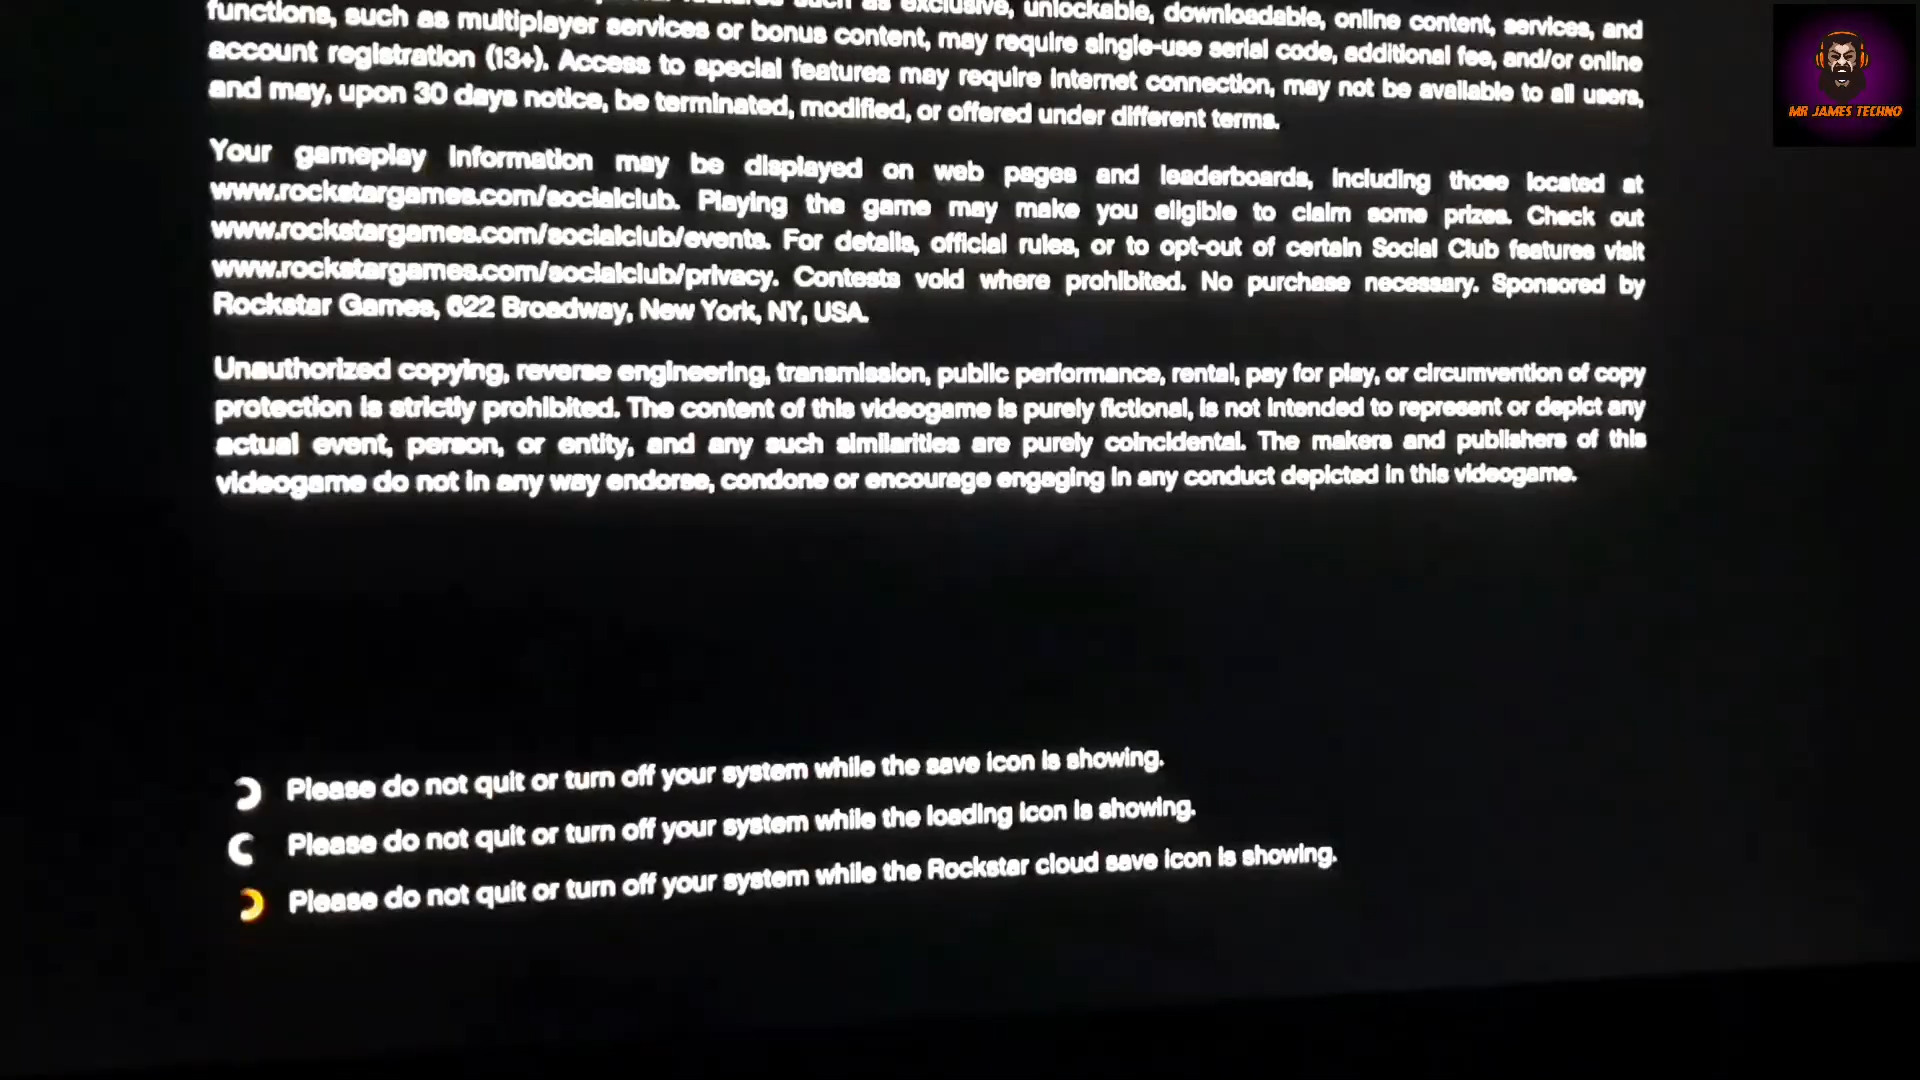 such as exclusive, unlockable, downloadable, online content, services, and
functions, such as multiplayer services or bonus content, may require single-use serial code, additional fee, and/or online
account registration (13+). Access to special features may require internet connection, may not be available to all users,
and may, upon 30 days notice, be terminated, modified, or offered under different terms.
Your gameplay information may be displayed on web pages and leaderboards, including those located at
www.rockstargames.com/socialclub. Playing the game may make you eligible to claim some prizes. Check out
www.rockstargames.com/socialclub/events. For details, official rules, or to opt-out of certain Social Club features visit
www.rockstargames.com/socialclub/privacy. Contests void where prohibited. No purchase necessary. Sponsored by
Rockstar Games, 622 Broadway, New York, NY, USA.
Unauthorized copying, reverse engineering, transmission, public performance, rental, pay for play, or circumvention of copy
protection is strictly prohibited. The content of this videogame is purely fictional, is not intended to represent or depict any
actual event, person, or entity, and any such similarities are purely coincidental. The makers and publishers of this
videogame do not in any way endorse, condone or encourage engaging in any conduct depicted in this videogame.
Please do not quit or turn off your system while the save icon is showing.
Please do not quit or turn off your system while the loading icon is showing.
Please do not quit or turn off your system while the Rockstar cloud save icon is showing.
MR JAMES TECHNO